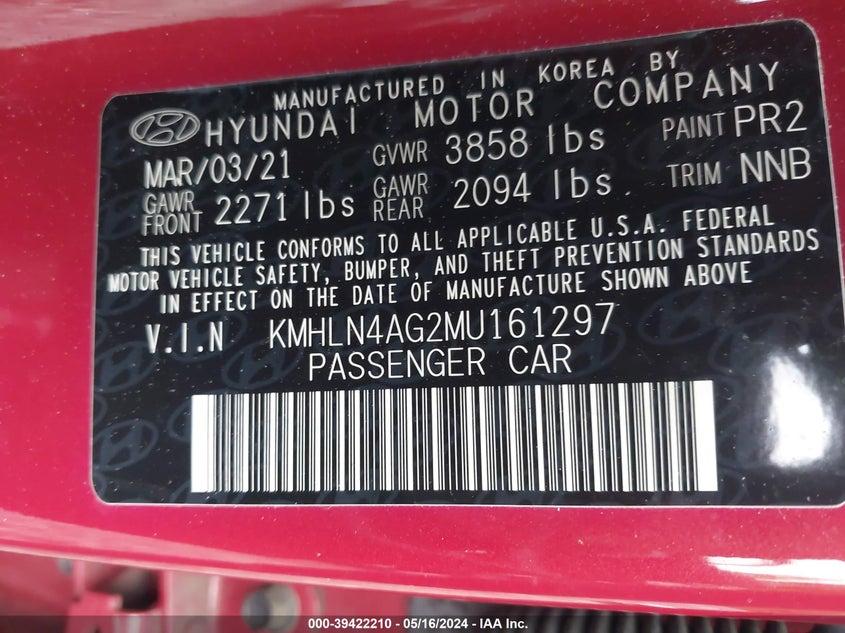 MANUFACTURED IN KOREA BY
HYUNDAI MOTOR COMPANY
MAR/03/21 GVWR 3858 lbs PAINT PR2
GAWR FRONT 2271 lbs GAWR REAR 2094 lbs TRIM NNB
THIS VEHICLE CONFORMS TO ALL APPLICABLE U.S.A. FEDERAL
MOTOR VEHICLE SAFETY, BUMPER, AND THEFT PREVENTION STANDARDS
IN EFFECT ON THE DATE OF MANUFACTURE SHOWN ABOVE
V.I.N KMHLN4AG2MU161297
PASSENGER CAR
000-39422210 - 05/16/2024 - IAA Inc.